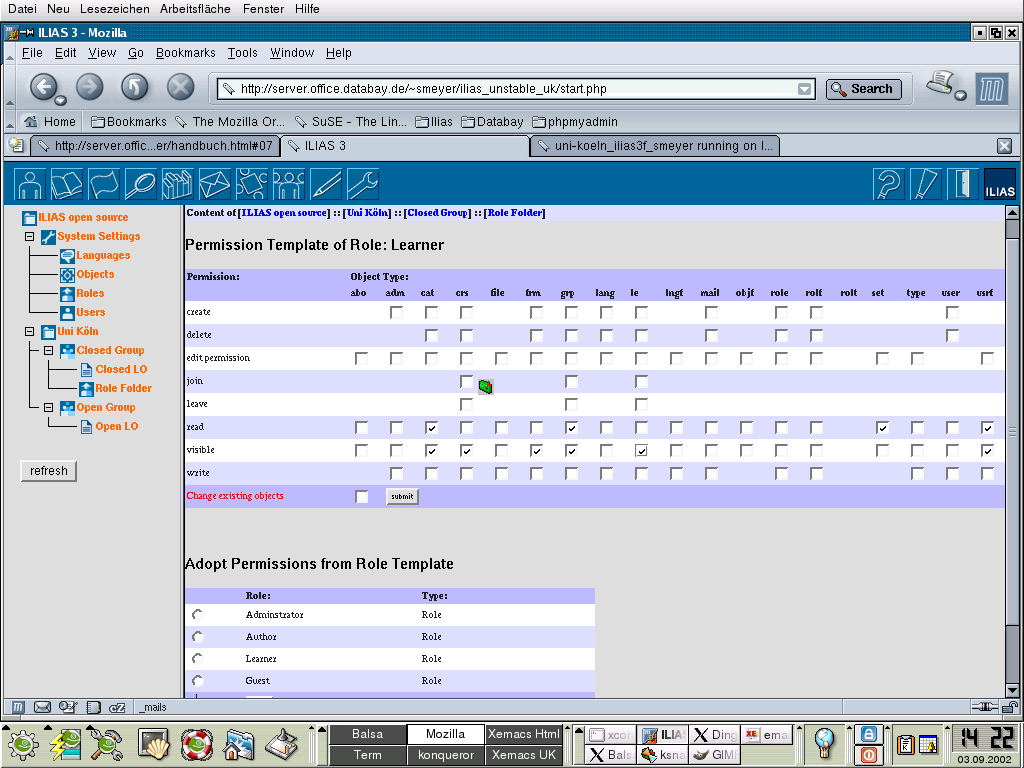 Datei Neu Lesezeichen Arbeitsfläche Fenster Hilfe
ILIAS 3 - Mozilla
File Edit View Go Bookmarks Tools Window Help
http://server.office.databay.de/~smeyer/ilias_unstable_uk/start.php Search
Home Bookmarks The Mozilla Or... SuSE - The Lin... Ilias Databay phpmyadmin
http://server.offic...er/handbuch.html#07 ILIAS 3 uni-koeln_ilias3f_smeyer running on l...
ILIAS
ILIAS open source
System Settings
Languages
Objects
Roles
Users
Uni Köln
Closed Group
Closed LO
Role Folder
Open Group
Open LO
refresh
Content of [ILIAS open source] :: [Uni Köln] :: [Closed Group] :: [Role Folder]
Permission Template of Role: Learner
Permission: Object Type:
abo adm cat crs file frm grp lang le lngf mail objf role rolf rolt set type user usrf
create
delete
edit permission
join
leave
read
visible
write
Change existing objects submit
Adopt Permissions from Role Template
Role: Type:
Adminstrator Role
Author Role
Learner Role
Guest Role
_mails
Balsa Mozilla Xemacs Html
Term konqueror Xemacs UK
xcon ILIA Ding ema
Bals ksna GIMF
14 22
03.09.2002